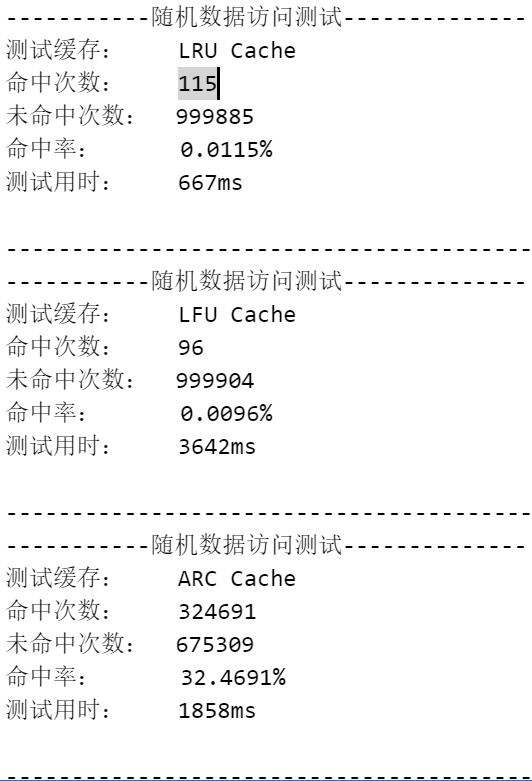 -----------随机数据访问测试--------------
测试缓存：    LRU Cache
命中次数：    115
未命中次数：  999885
命中率：      0.0115%
测试用时：    667ms
----------------------------------------
-----------随机数据访问测试--------------
测试缓存：    LFU Cache
命中次数：    96
未命中次数：  999904
命中率：      0.0096%
测试用时：    3642ms
----------------------------------------
-----------随机数据访问测试--------------
测试缓存：    ARC Cache
命中次数：    324691
未命中次数：  675309
命中率：      32.4691%
测试用时：    1858ms
----------------------------------------